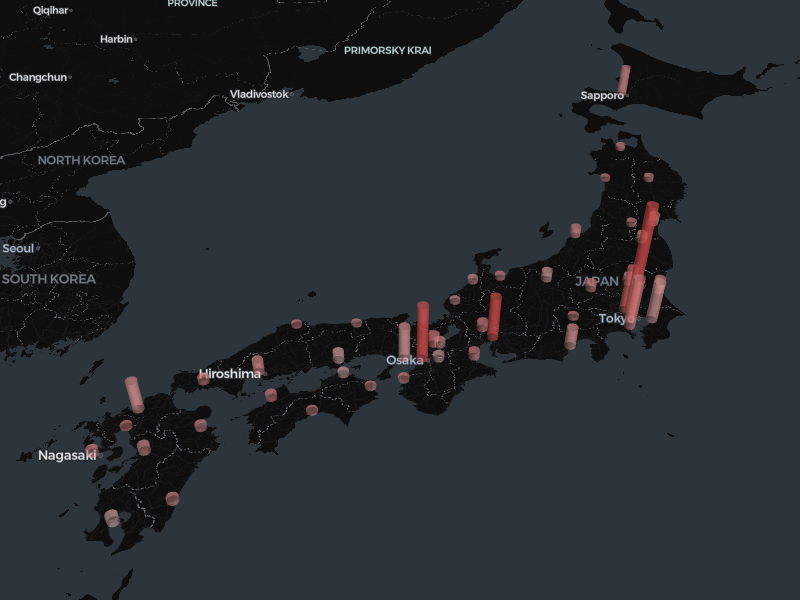 PROVINCE
Qiqihar
Harbin
PRIMORSKY KRAI
Changchun
Vladivostok
Sapporo
NORTH KOREA
g
Seoul
SOUTH KOREA
JAPAN
Tokyo
Osaka
Hiroshima
Nagasaki